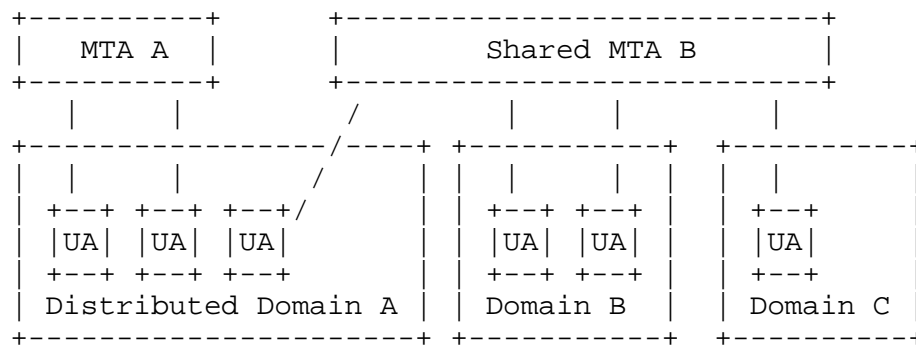 MTA A Shared MTA B
UA UA UA UA UA UA
Distributed Domain A Domain B Domain C